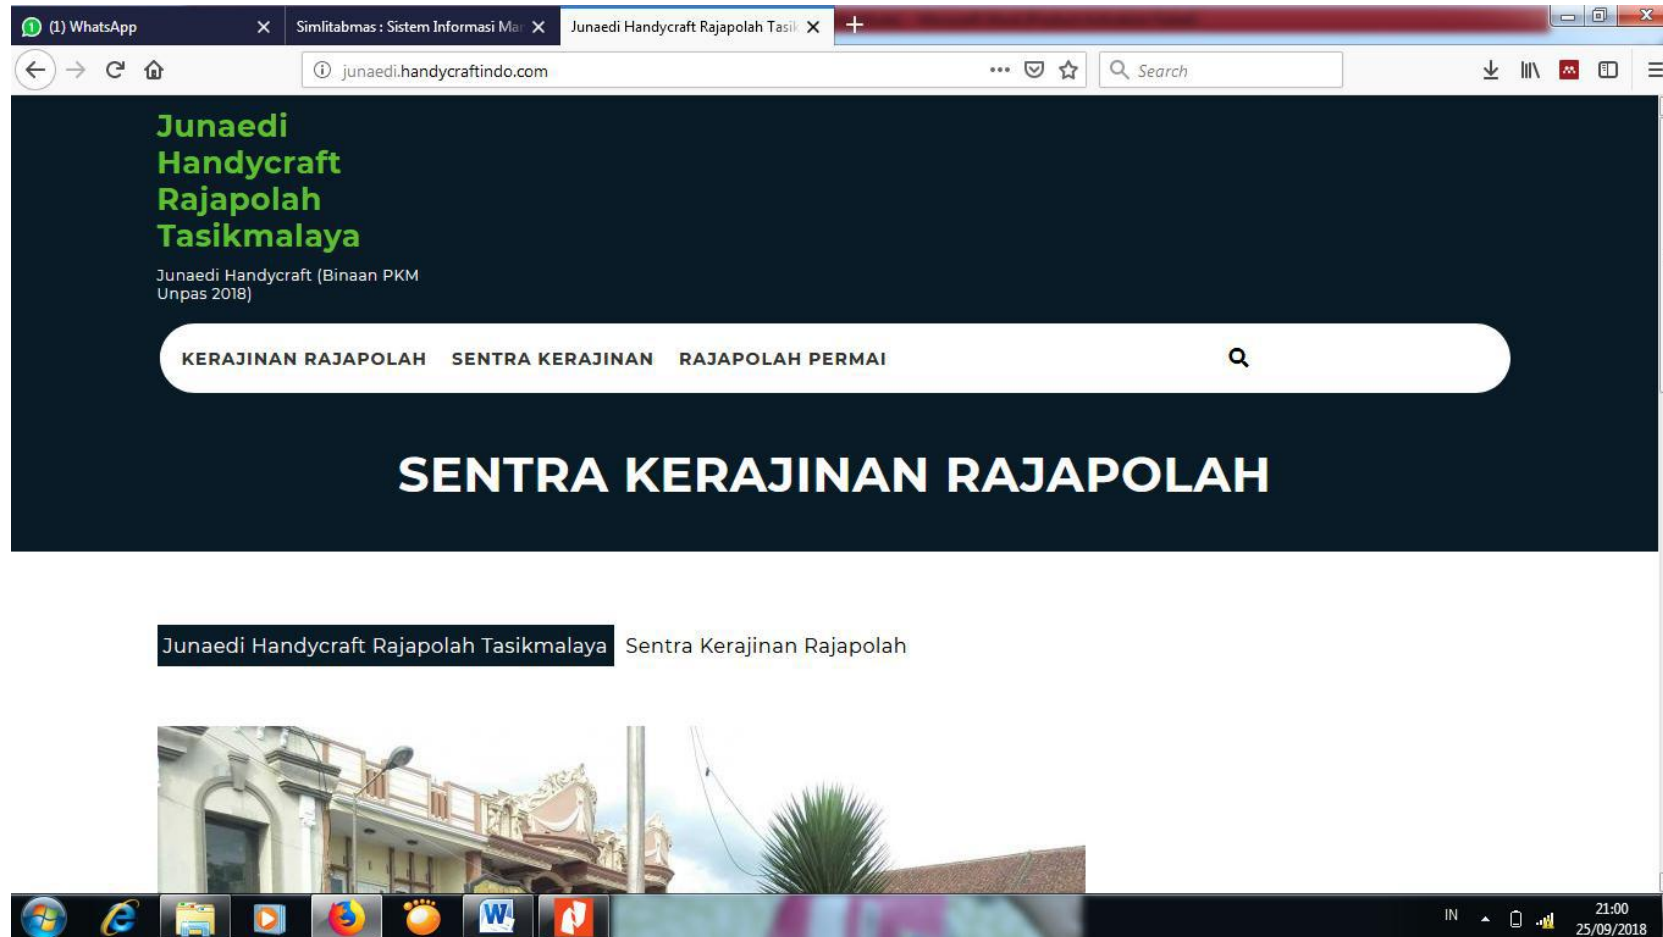 (1) WhatsApp
Simlitabmas : Sistem Informasi Mar
Junaedi Handycraft Rajapolah Tasik
junaedi.handycraftindo.com
Search
Junaedi
Handycraft
Rajapolah
Tasikmalaya
Junaedi Handycraft (Binaan PKM
Unpas 2018)
KERAJINAN RAJAPOLAH SENTRA KERAJINAN RAJAPOLAH PERMAI
SENTRA KERAJINAN RAJAPOLAH
Junaedi Handycraft Rajapolah Tasikmalaya Sentra Kerajinan Rajapolah
IN
21:00
25/09/2018